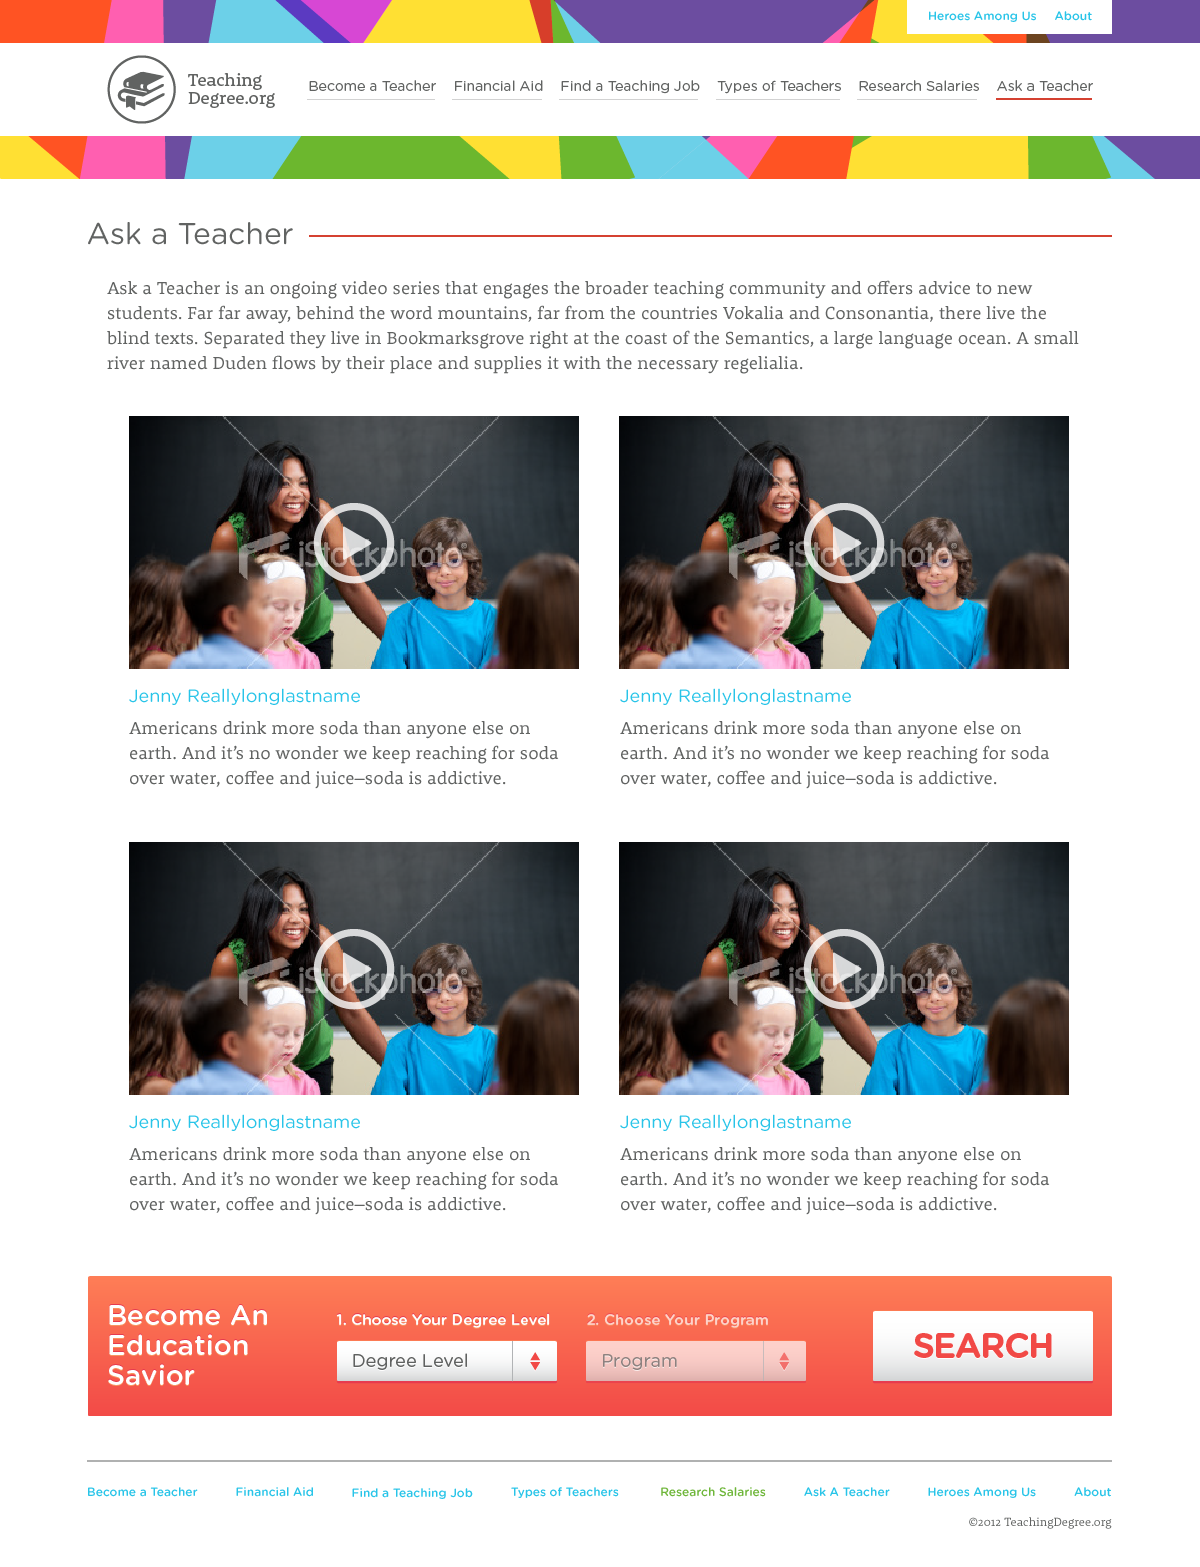 Heroes Among Us About
Teaching
Degree.org
Become a Teacher Financial Aid Find a Teaching Job Types of Teachers Research Salaries Ask a Teacher
Ask a Teacher
Ask a Teacher is an ongoing video series that engages the broader teaching community and offers advice to new
students. Far far away, behind the word mountains, far from the countries Vokalia and Consonantia, there live the
blind texts. Separated they live in Bookmarksgrove right at the coast of the Semantics, a large language ocean. A small
river named Duden flows by their place and supplies it with the necessary regelialia.
iStockphoto iStockphoto
Jenny Reallylonglastname Jenny Reallylonglastname
Americans drink more soda than anyone else on Americans drink more soda than anyone else on
earth. And it's no wonder we keep reaching for soda earth. And it's no wonder we keep reaching for soda
over water, coffee and juice–soda is addictive. over water, coffee and juice–soda is addictive.
iStockphoto iStockphoto
Jenny Reallylonglastname Jenny Reallylonglastname
Americans drink more soda than anyone else on Americans drink more soda than anyone else on
earth. And it's no wonder we keep reaching for soda earth. And it's no wonder we keep reaching for soda
over water, coffee and juice–soda is addictive. over water, coffee and juice–soda is addictive.
Become An
Education
Savior
1. Choose Your Degree Level 2. Choose Your Program
Degree Level Program SEARCH
Become a Teacher Financial Aid Find a Teaching Job Types of Teachers Research Salaries Ask A Teacher Heroes Among Us About
©2012 TeachingDegree.org